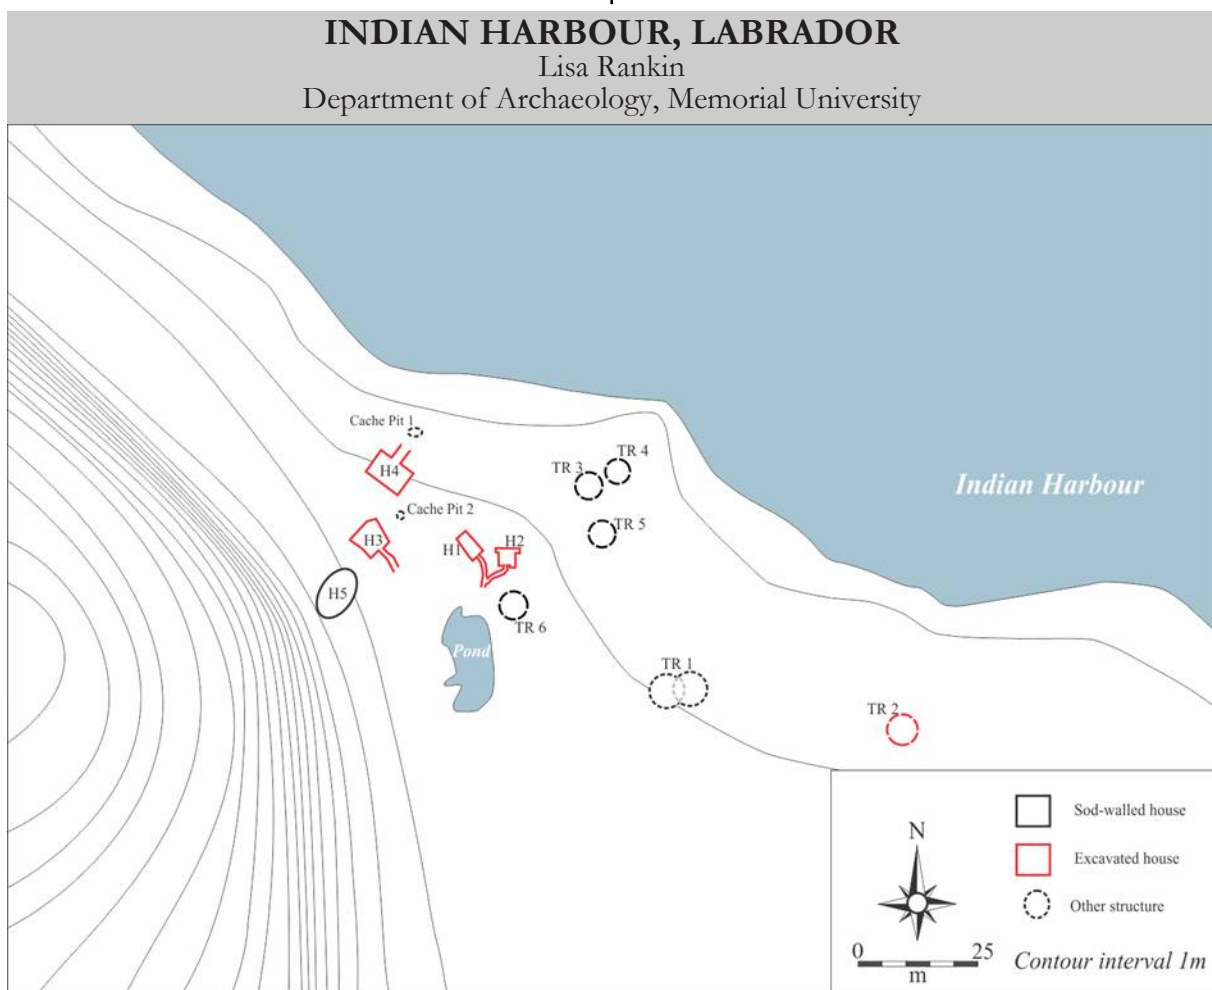 INDIAN HARBOUR, LABRADOR
Lisa Rankin
Department of Archaeology, Memorial University
Cache Pit 1
H4
TR 3
TR 4
Indian Harbour
Cache Pit 2
TR 5
H3
H1
H2
H5
TR 6
Pond
TR 1
TR 2
N
0 25
m
Sod-walled house
Excavated house
Other structure
Contour interval 1m